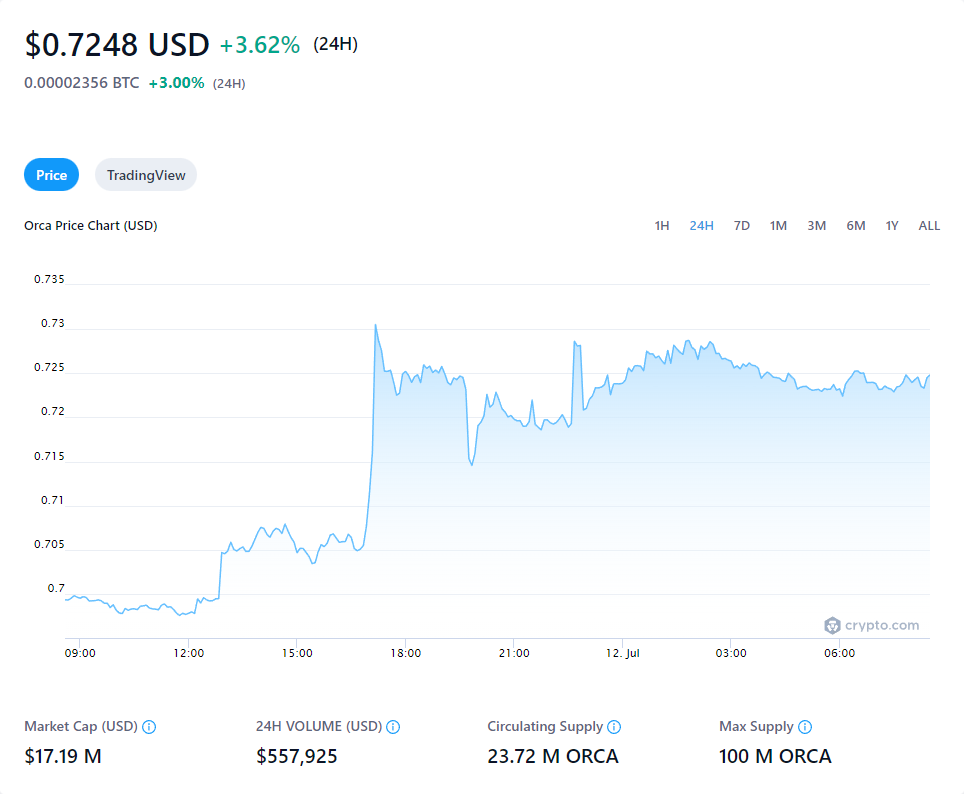 $0.7248 USD +3.62% (24H)
0.00002356 BTC +3.00% (24H)
Price TradingView
Orca Price Chart (USD) 1H 24H 7D 1M 3M 6M 1Y ALL
0.735
0.73
0.725
0.72
0.715
0.71
0.705
0.7
crypto.com
09:00 12:00 15:00 18:00 21:00 12. Jul 03:00 06:00
Market Cap (USD) 24H VOLUME (USD) Circulating Supply Max Supply
$17.19 M $557,925 23.72 M ORCA 100 M ORCA